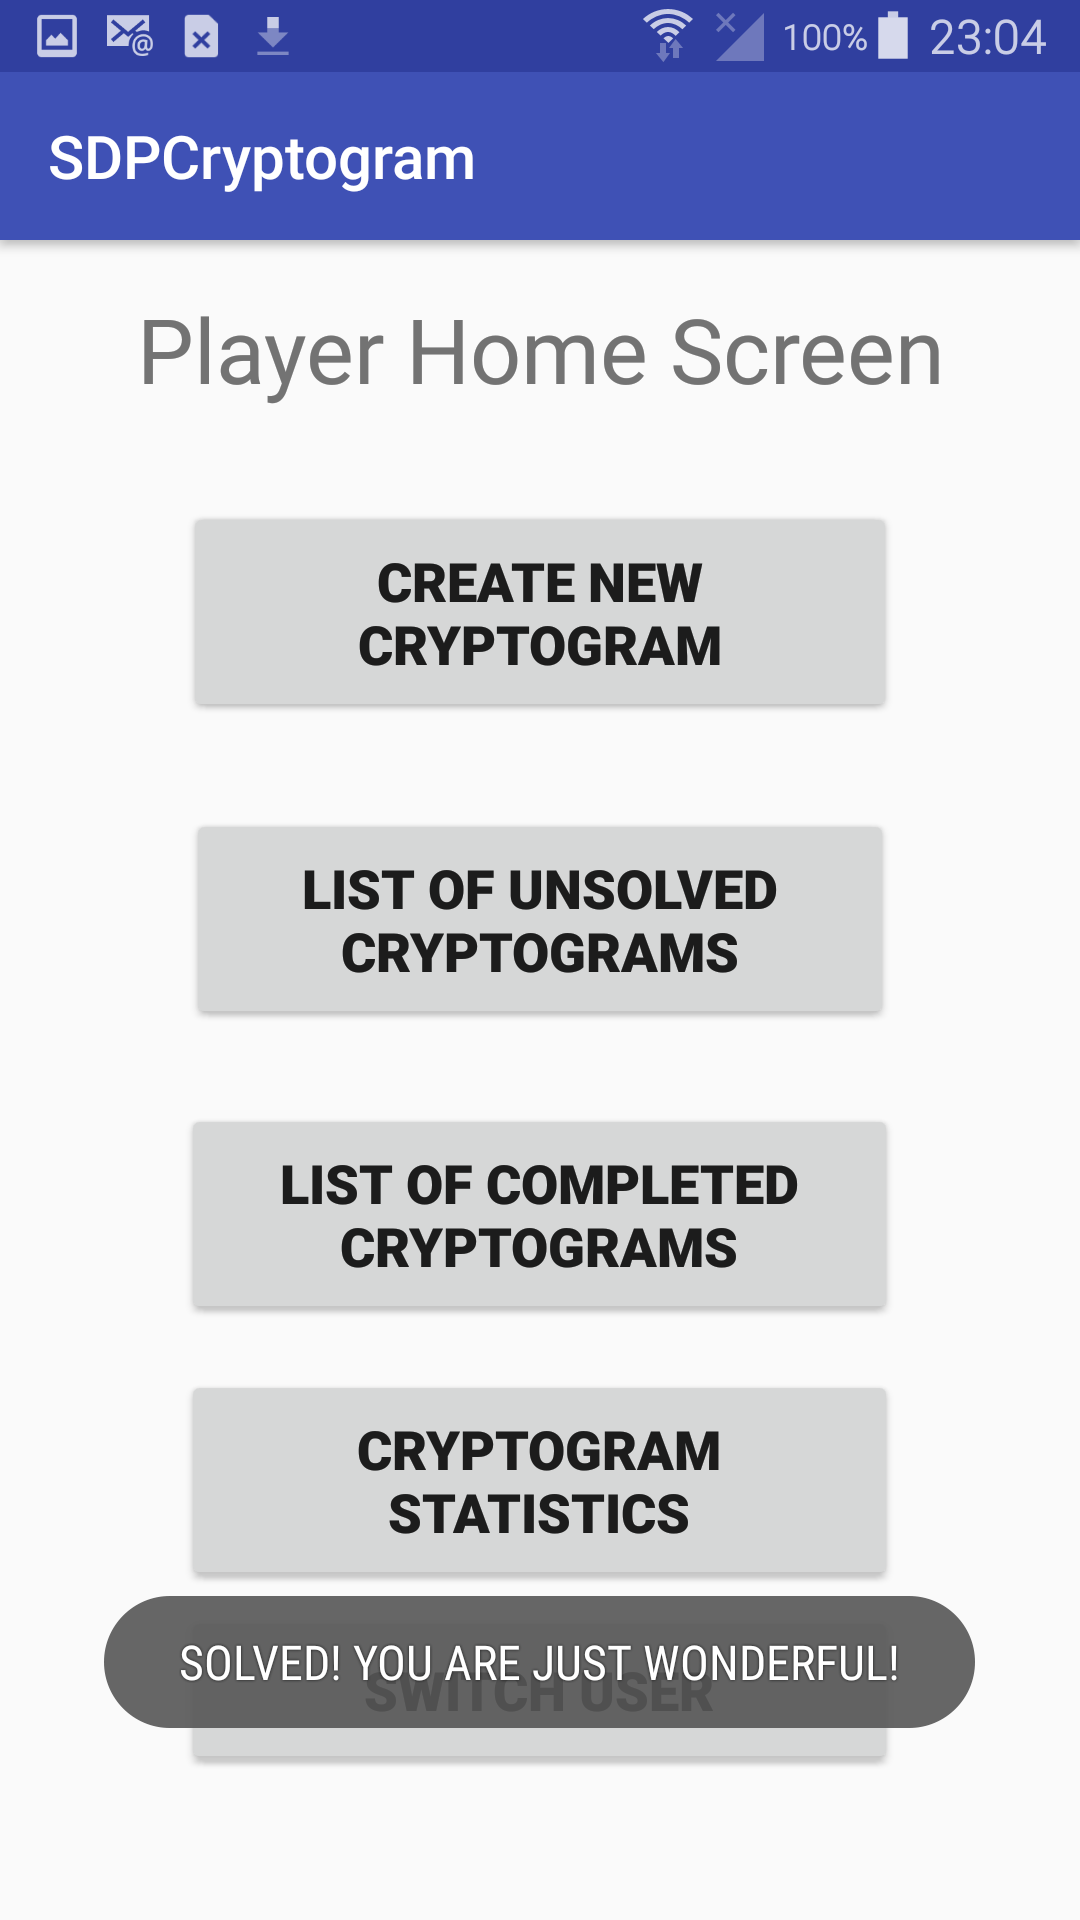 100% 23:04
SDPCryptogram
Player Home Screen
CREATE NEW
CRYPTOGRAM
LIST OF UNSOLVED
CRYPTOGRAMS
LIST OF COMPLETED
CRYPTOGRAMS
CRYPTOGRAM
STATISTICS
SOLVED! YOU ARE JUST WONDERFUL!
SWITCH USER